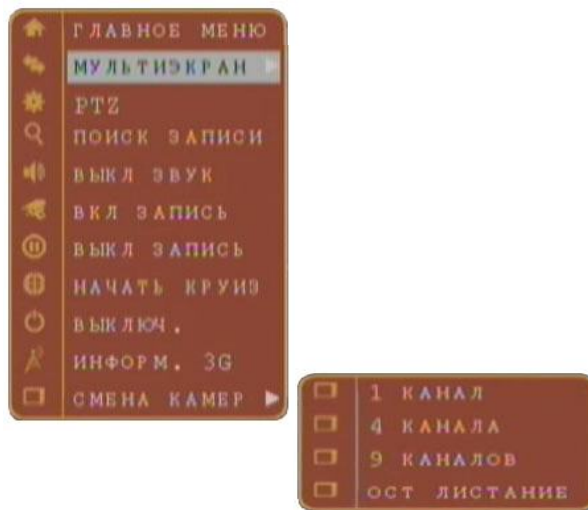 ГЛАВНОЕ МЕНЮ
МУЛЬТИЭКРАН
PTZ
ПОИСК ЗАПИСИ
ВЫКЛ ЗВУК
ВКЛ ЗАПИСЬ
ВЫКЛ ЗАПИСЬ
НАЧАТЬ КРУИЗ
ВЫКЛЮЧ.
ИНФОРМ. 3G
СМЕНА КАМЕР
1 КАНАЛ
4 КАНАЛА
9 КАНАЛОВ
ОСТ ЛИСТАНИЕ